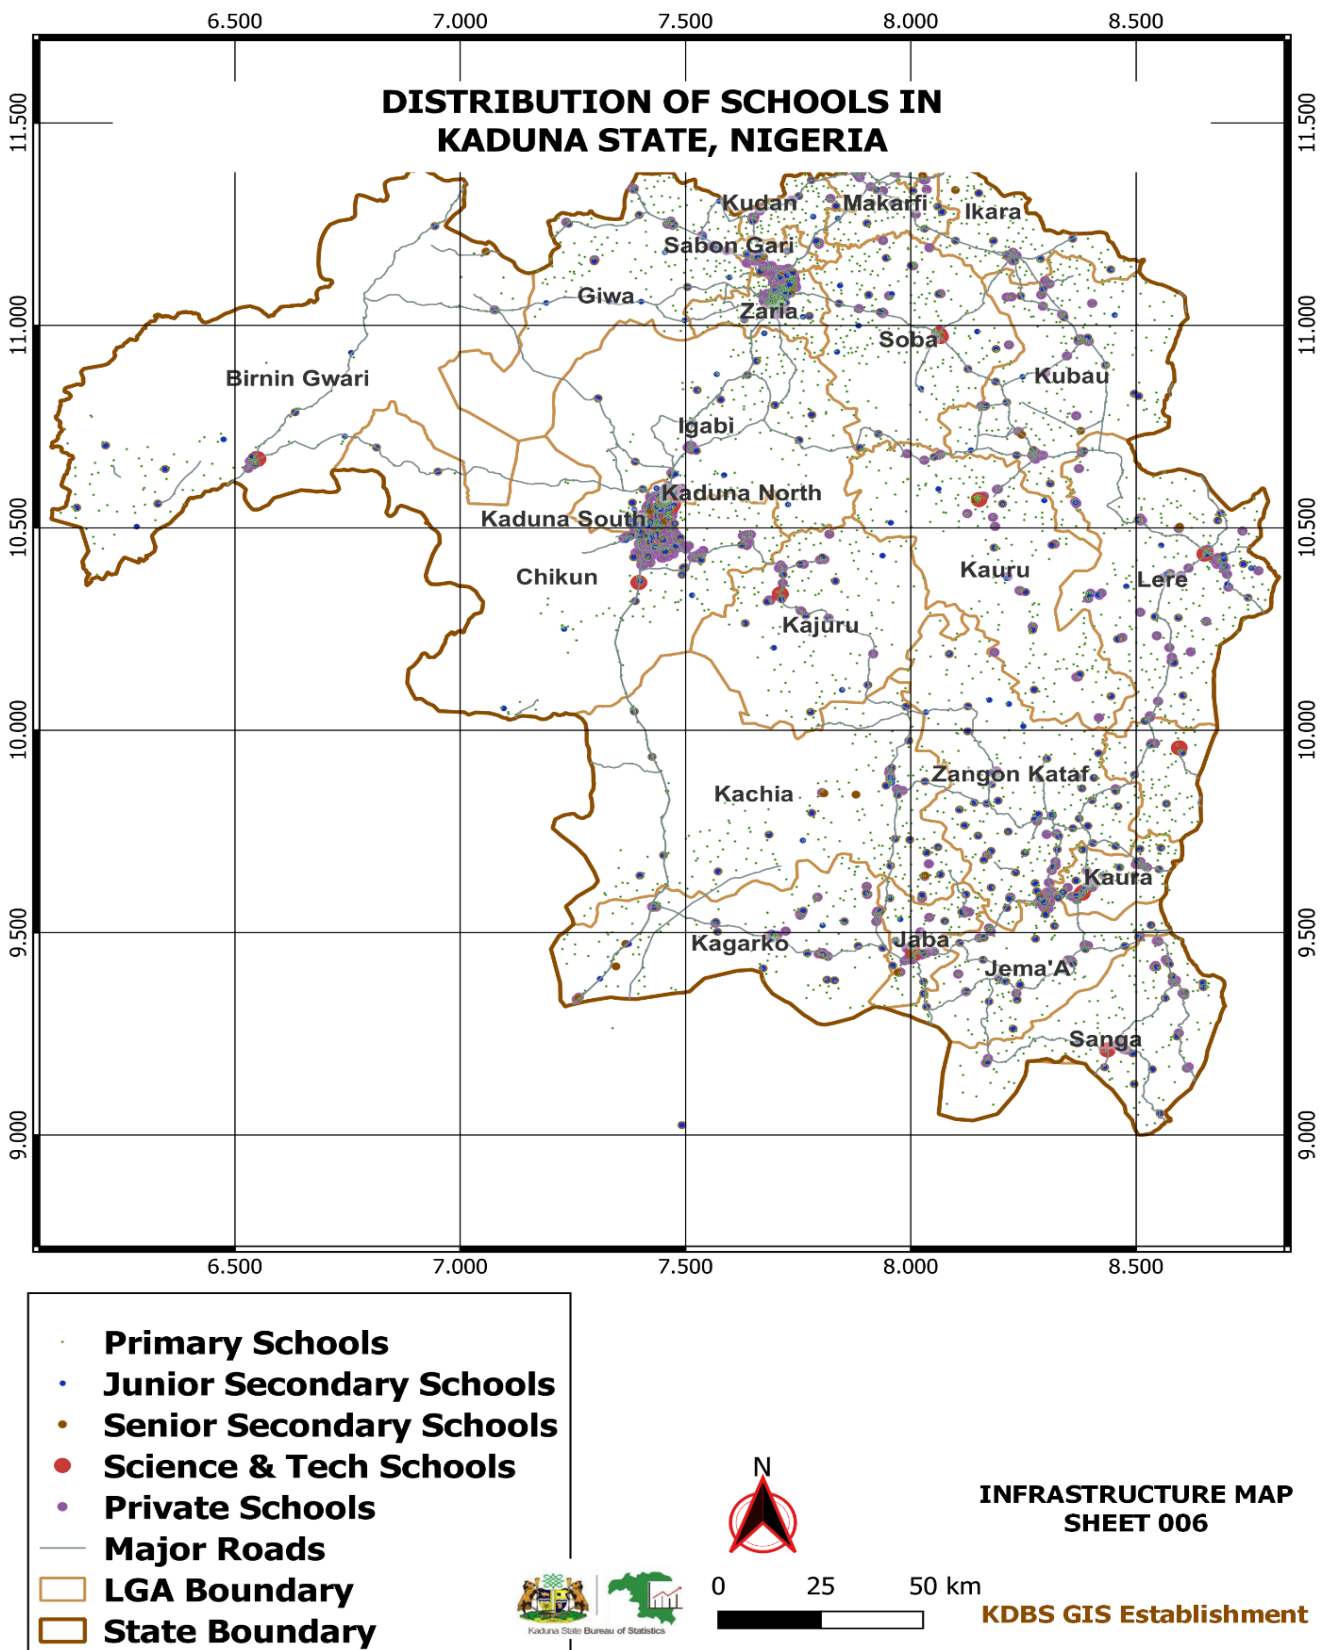 6.500 7.000 7.500 8.000 8.500
DISTRIBUTION OF SCHOOLS IN
KADUNA STATE, NIGERIA
11.500 11.500
Kudan
Makarfi
Ikara
Sabon Gari
Giwa
Zaria
11.000 11.000
Soba
Birnin Gwari
Kubau
Igabi
Kaduna North
Kaduna South
10.500 10.500
Chikun
Kauru
Lere
Kajuru
10.000 10.000
Zangon Kataf
Kachia
Kaura
9.500 9.500
Kagarko
Jaba
Jema'A
Sanga
9.000 9.000
6.500 7.000 7.500 8.000 8.500
Primary Schools
Junior Secondary Schools
Senior Secondary Schools
Science & Tech Schools
Private Schools
Major Roads
LGA Boundary
State Boundary
N
INFRASTRUCTURE MAP
SHEET 006
0 25 50 km
Kaduna State Bureau of Statistics
KDBS GIS Establishment